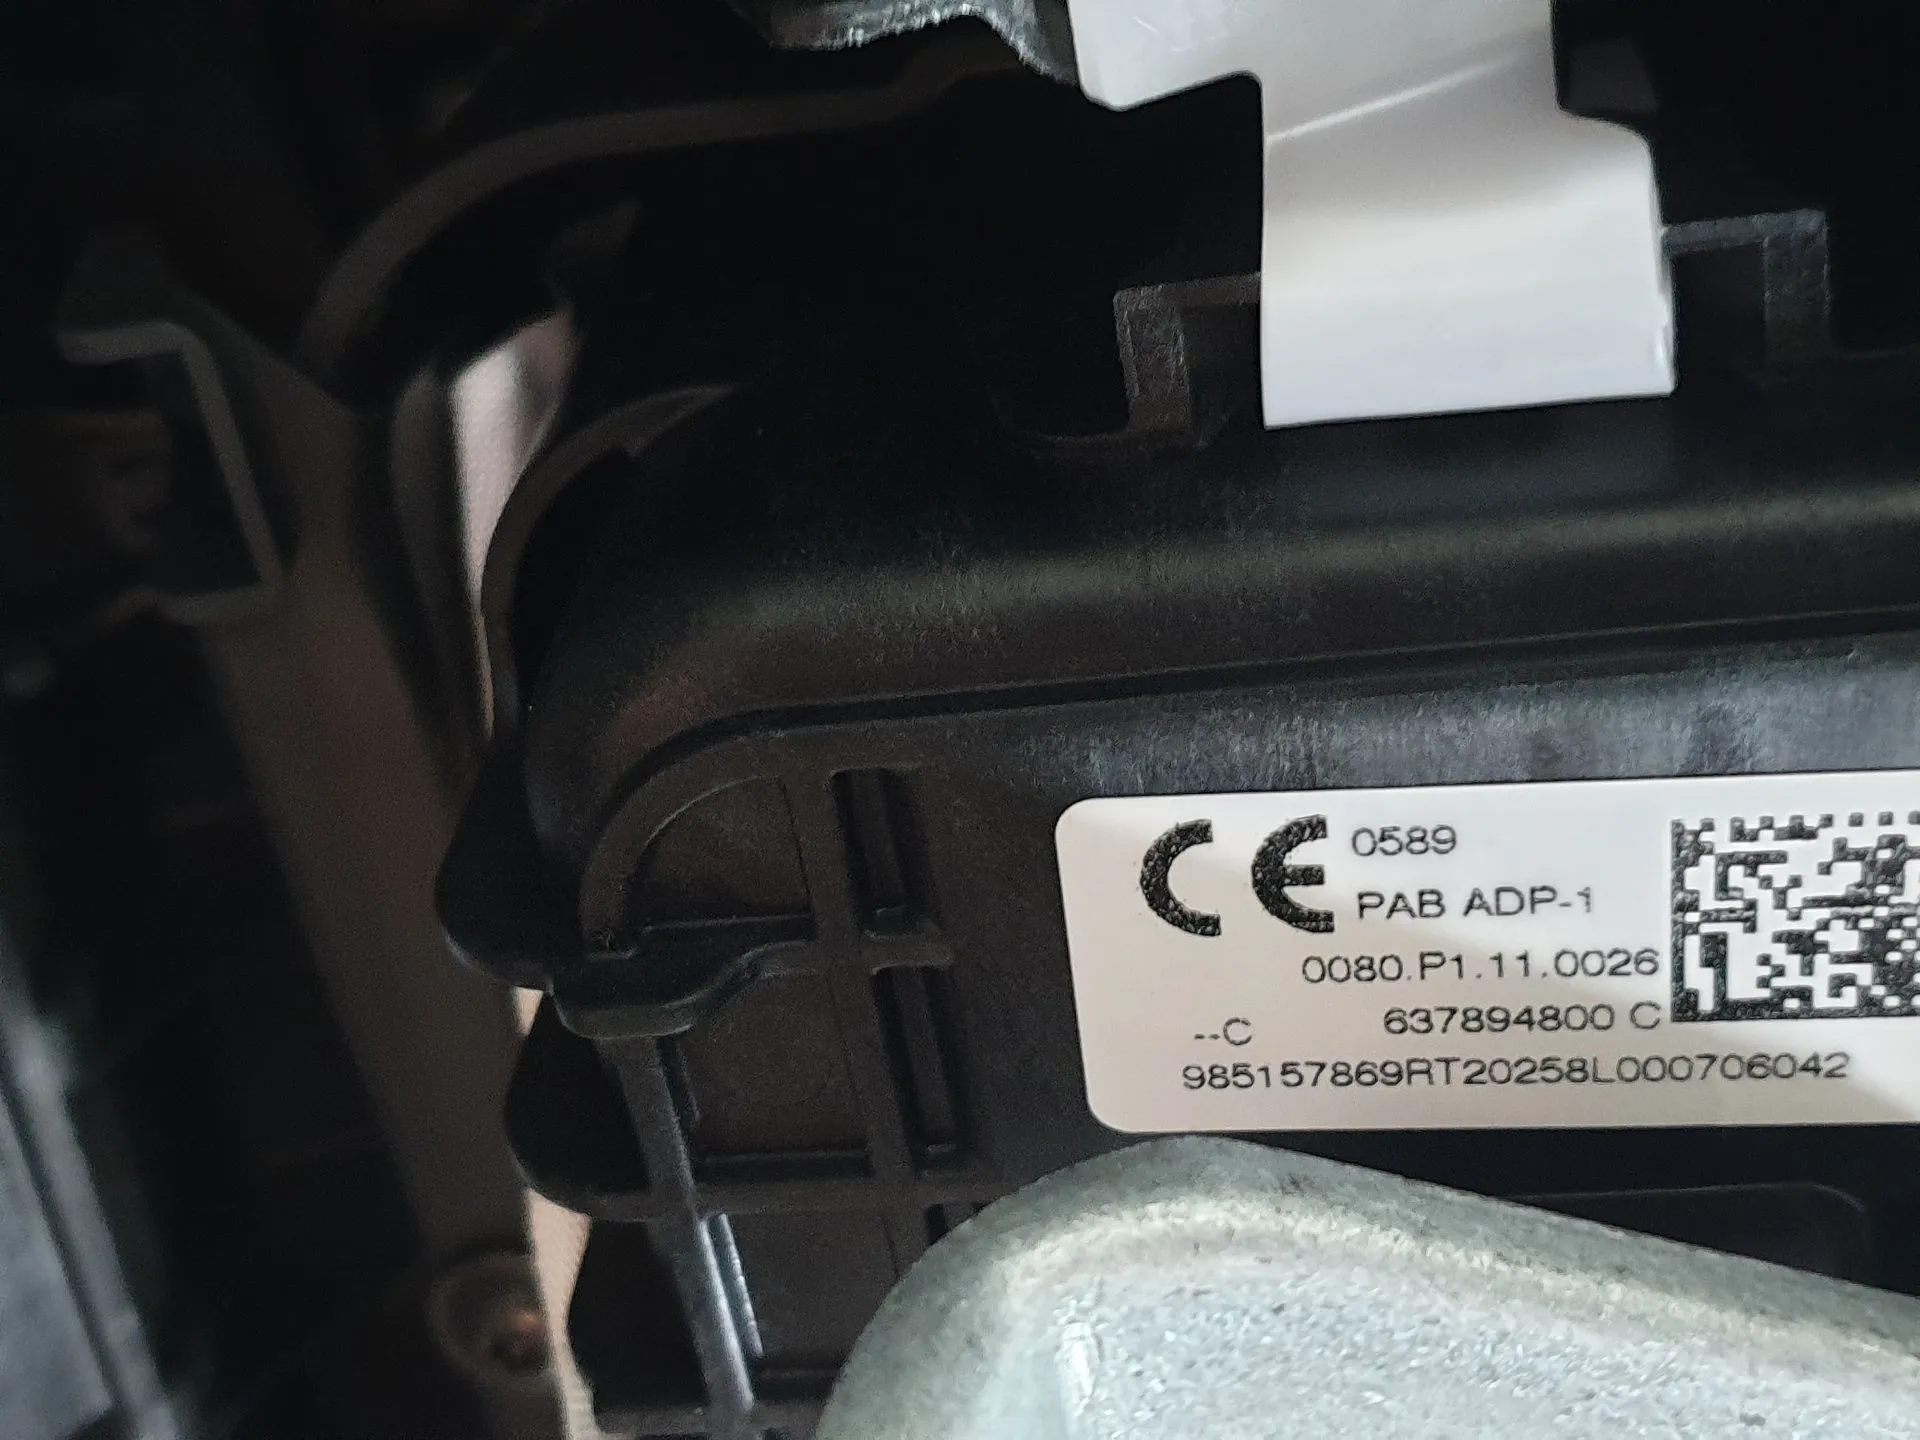 CE 0589
PAB ADP-1
0080.P1.11.0026
--C 637894800 C
985157869RT20258L000706042